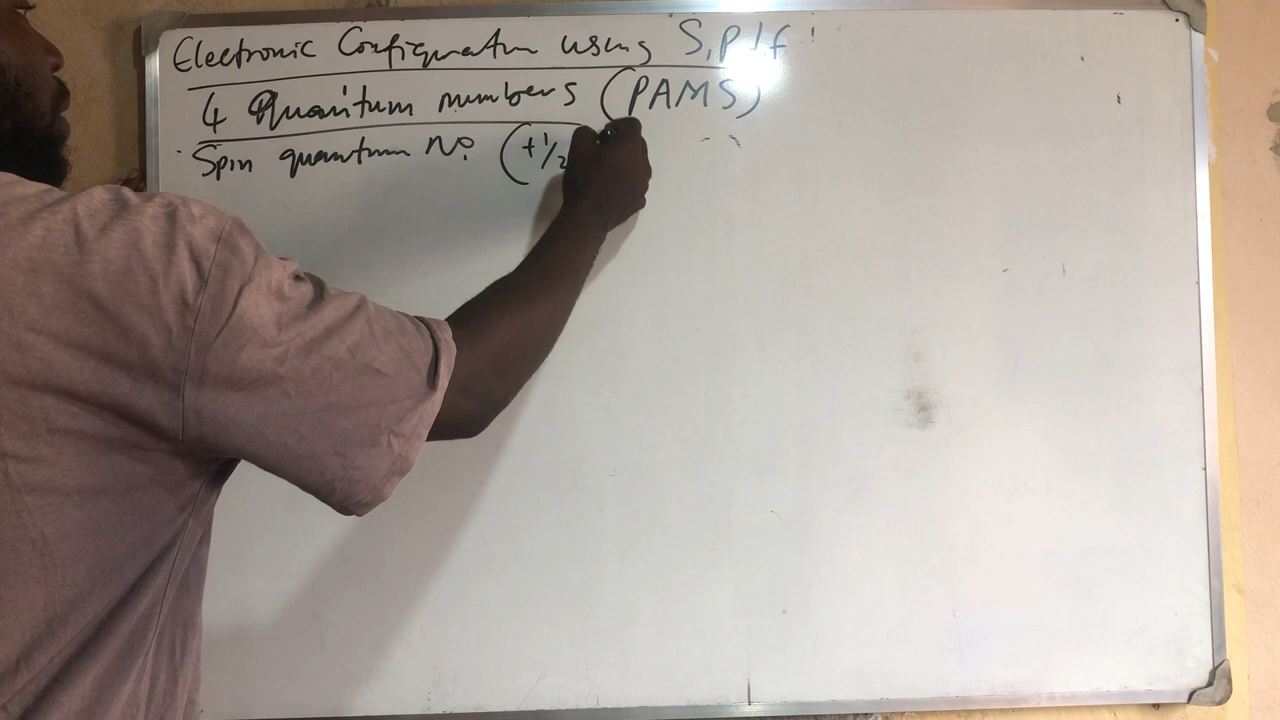 Electronic Configuration using S,P d f
4 Quantum numbers (PAMS)
Spin quantum No (+1/2